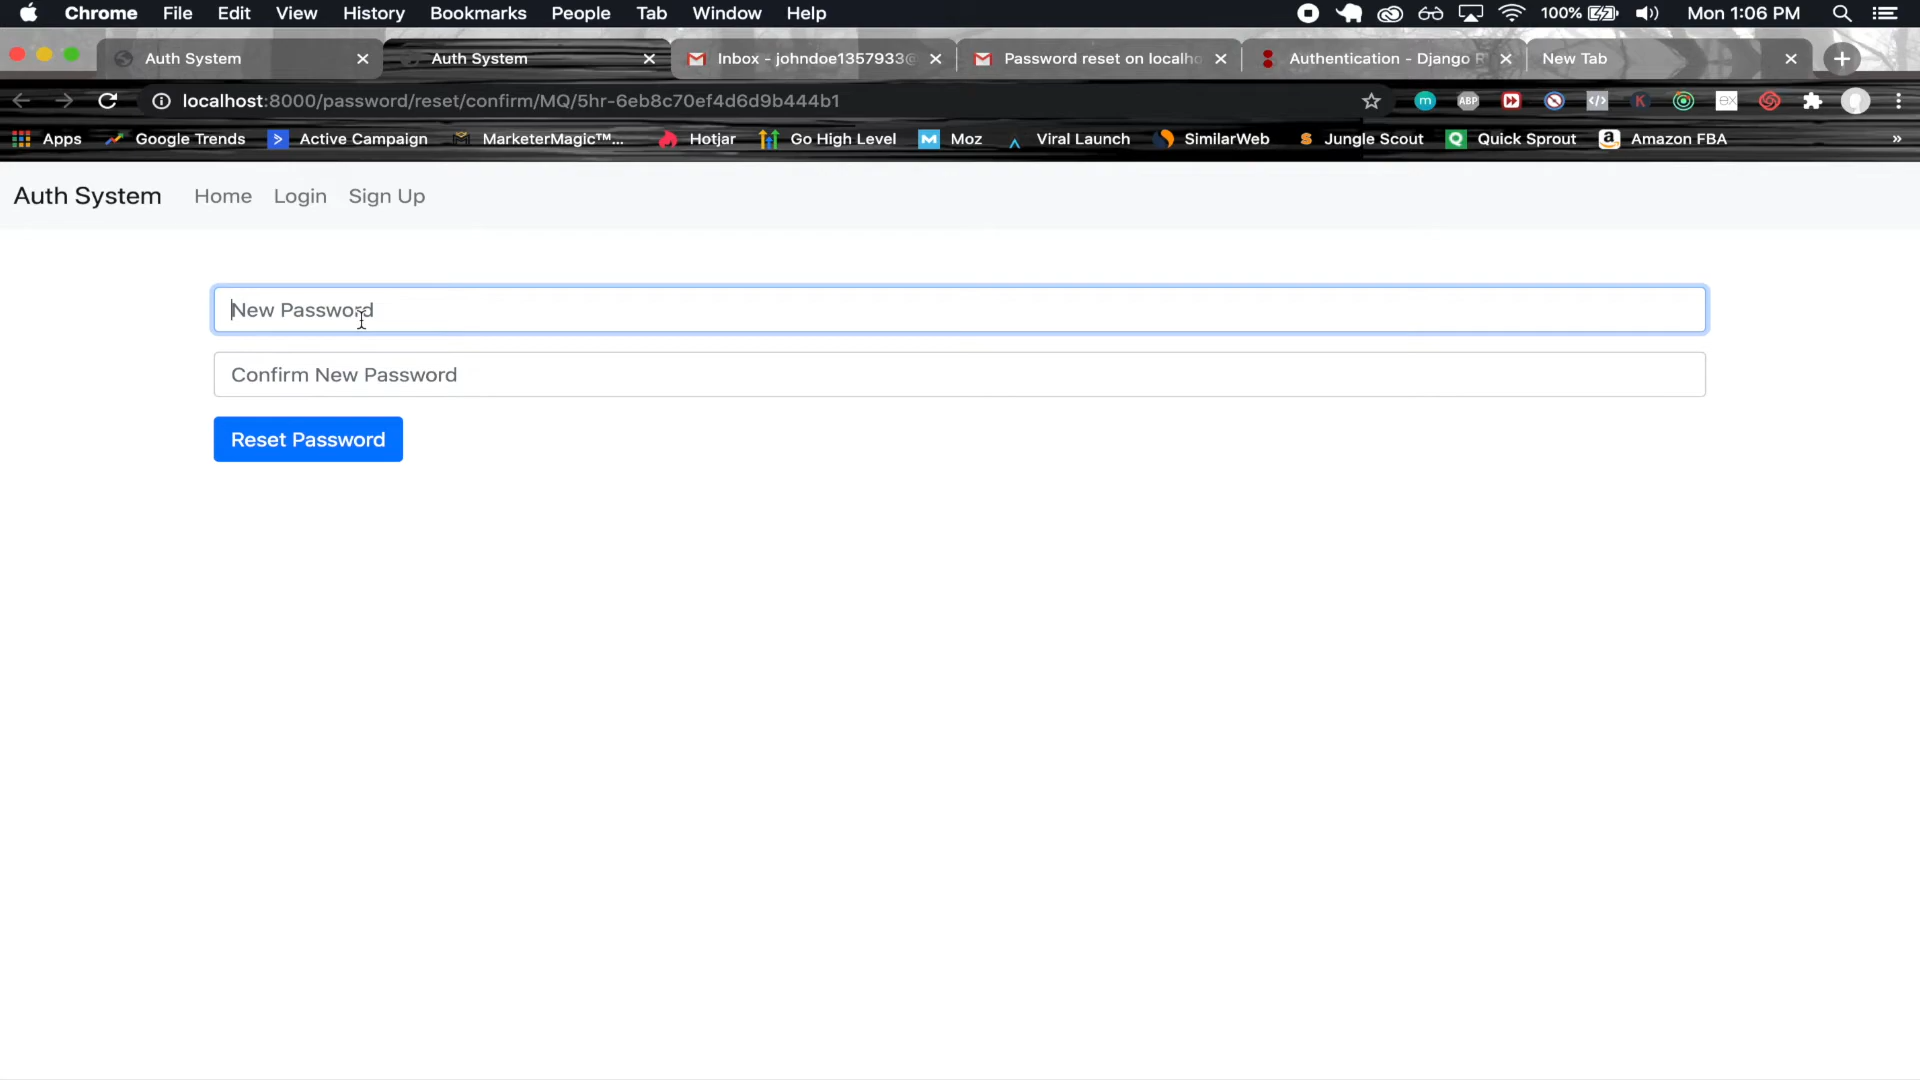 Chrome File Edit View History Bookmarks People Tab Window Help 100% Mon 1:06 PM
Auth System Auth System Inbox - johndoe1357933@ Password reset on localho Authentication - Django R New Tab
localhost:8000/password/reset/confirm/MQ/5hr-6eb8c70ef4d6d9b444b1 m ABP </> K ex
Apps Google Trends Active Campaign MarketerMagic™... Hotjar Go High Level Moz Viral Launch SimilarWeb Jungle Scout Quick Sprout Amazon FBA »
Auth System Home Login Sign Up
New Password
Confirm New Password
Reset Password